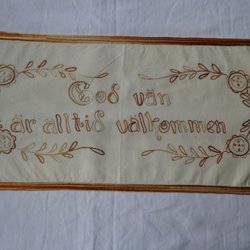 God vän
är alltid välkommen